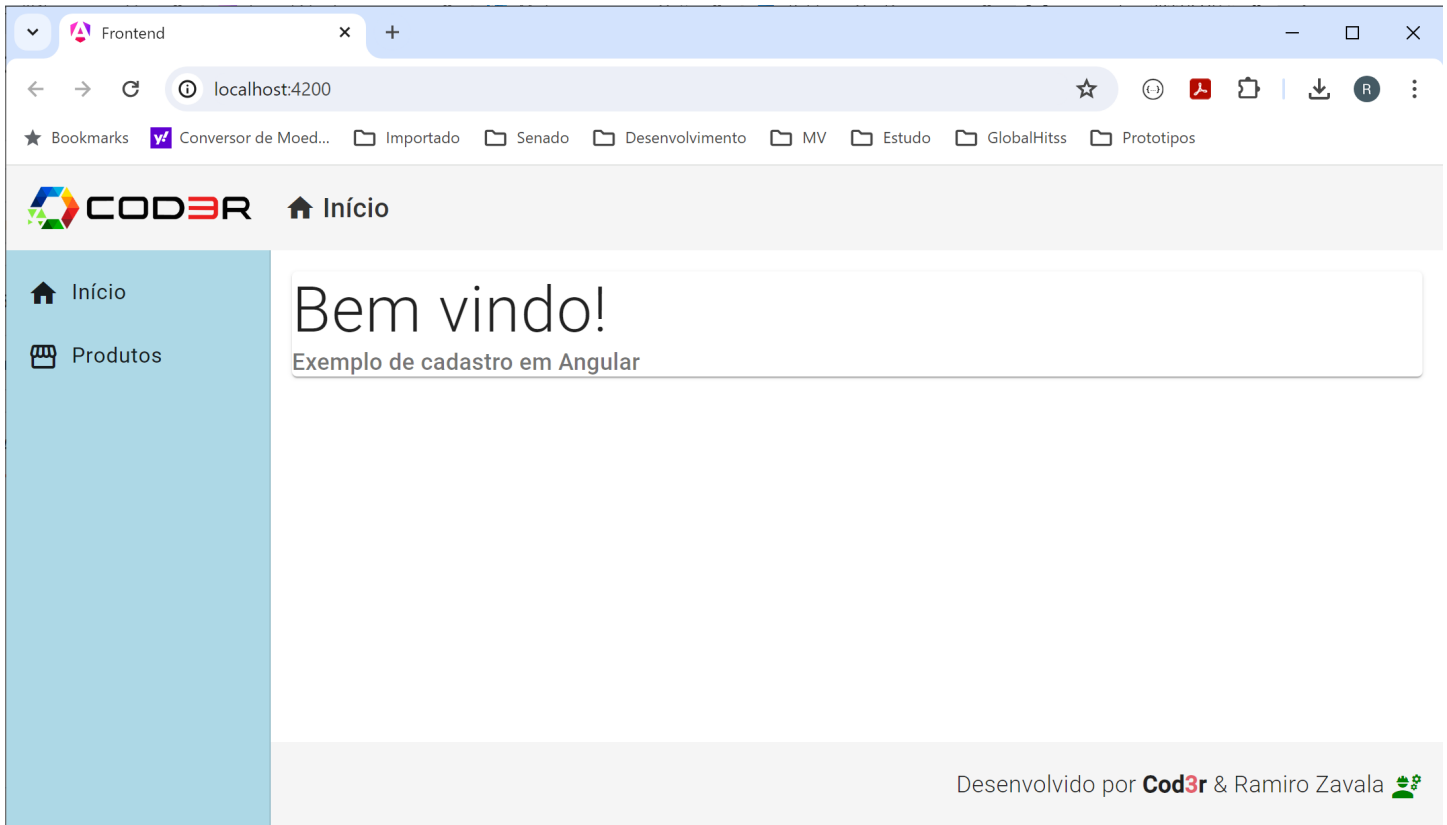 Frontend
localhost:4200
Bookmarks Conversor de Moed... Importado Senado Desenvolvimento MV Estudo GlobalHitss Prototipos
COD3R Início
Início
Produtos
Bem vindo!
Exemplo de cadastro em Angular
Desenvolvido por Cod3r & Ramiro Zavala